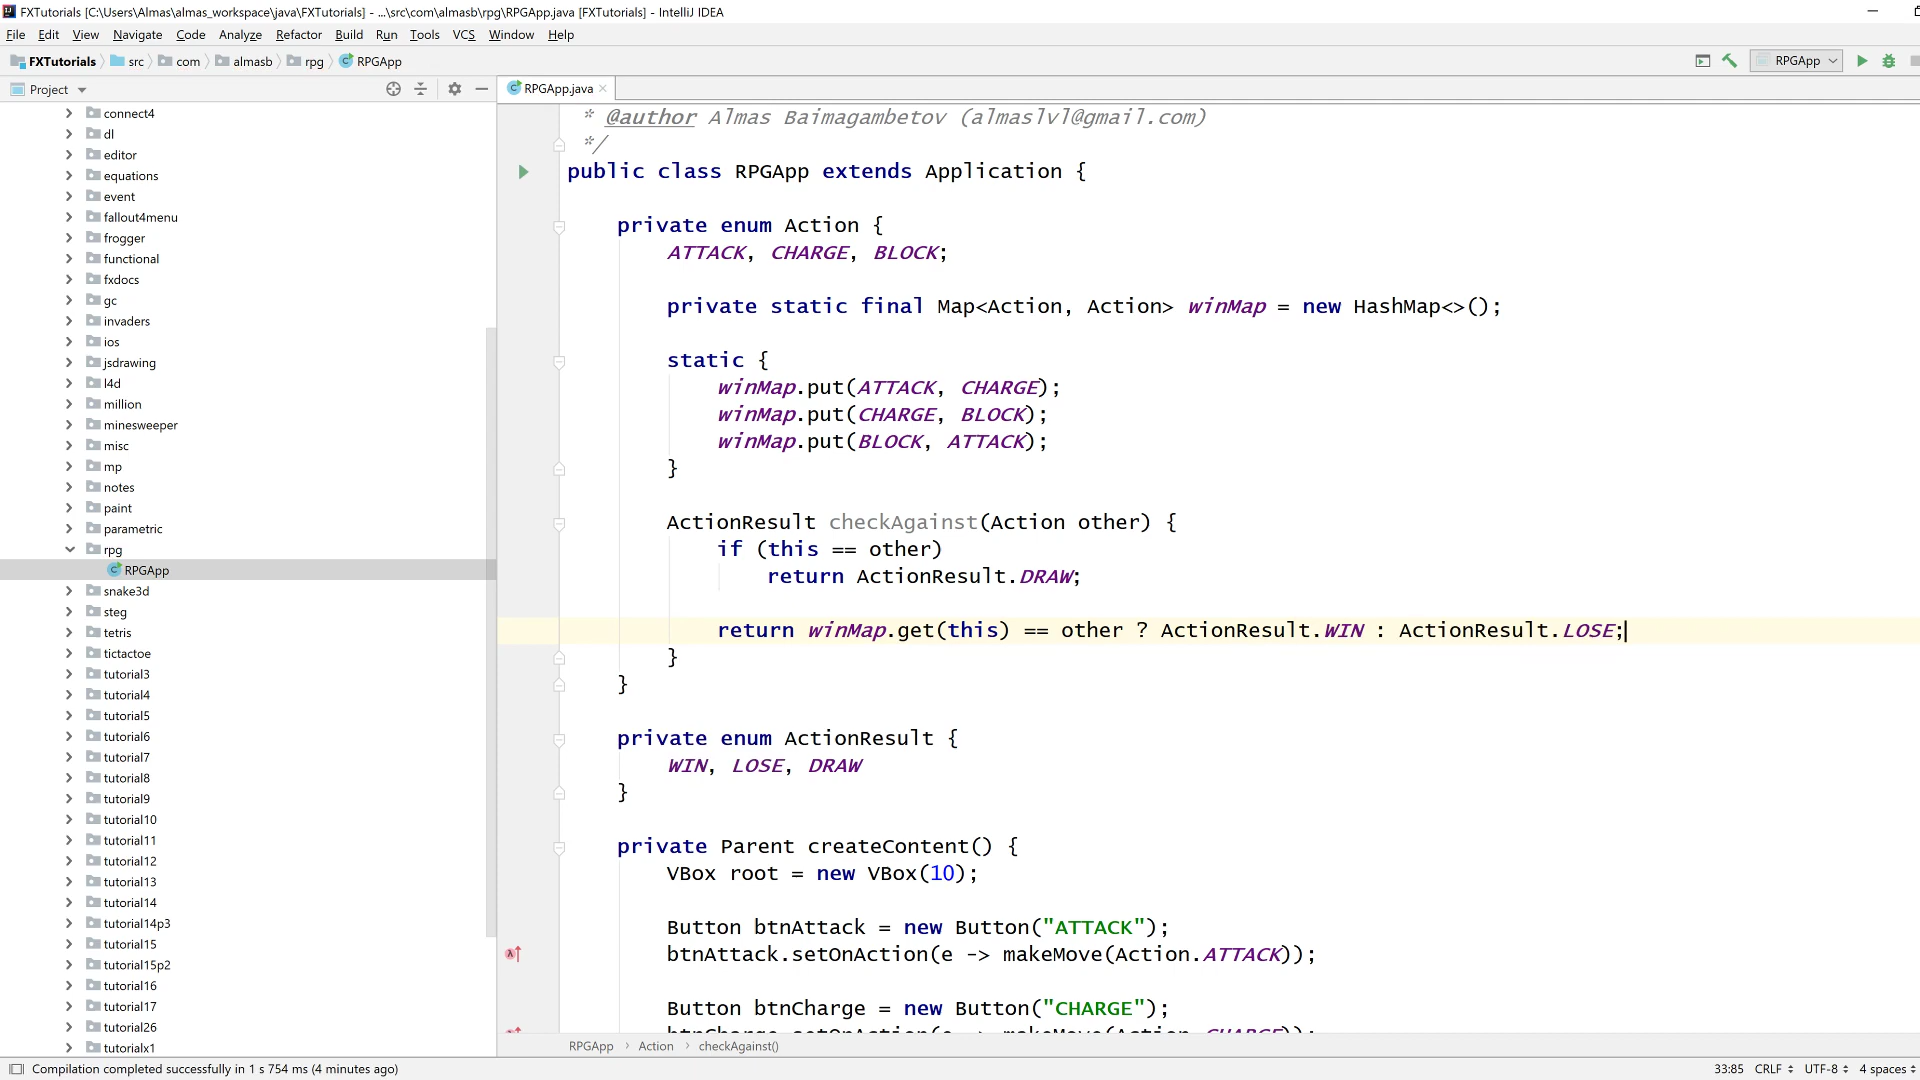 FXTutorials [C:\Users\Almas\almas_workspace\java\FXTutorials] - ...\src\com\almasb\rpg\RPGApp.java [FXTutorials] - IntelliJ IDEA
File Edit View Navigate Code Analyze Refactor Build Run Tools VCS Window Help
FXTutorials src com almasb rpg RPGApp
RPGApp
Project
RPGApp.java
connect4
dl
editor
equations
event
fallout4menu
frogger
functional
fxdocs
gc
invaders
ios
jsdrawing
l4d
million
minesweeper
misc
mp
notes
paint
parametric
rpg
RPGApp
snake3d
steg
tetris
tictactoe
tutorial3
tutorial4
tutorial5
tutorial6
tutorial7
tutorial8
tutorial9
tutorial10
tutorial11
tutorial12
tutorial13
tutorial14
tutorial14p3
tutorial15
tutorial15p2
tutorial16
tutorial17
tutorial26
tutorialx1
* @author Almas Baimagambetov (almaslvl@gmail.com)
*/
public class RPGApp extends Application {
private enum Action {
ATTACK, CHARGE, BLOCK;
private static final Map<Action, Action> winMap = new HashMap<>();
static {
winMap.put(ATTACK, CHARGE);
winMap.put(CHARGE, BLOCK);
winMap.put(BLOCK, ATTACK);
}
ActionResult checkAgainst(Action other) {
if (this == other)
return ActionResult.DRAW;
return winMap.get(this) == other ? ActionResult.WIN : ActionResult.LOSE;
}
}
private enum ActionResult {
WIN, LOSE, DRAW
}
private Parent createContent() {
VBox root = new VBox(10);
Button btnAttack = new Button("ATTACK");
btnAttack.setOnAction(e -> makeMove(Action.ATTACK));
Button btnCharge = new Button("CHARGE");
btnCharge.setOnAction(e -> makeMove(Action.CHARGE));
RPGApp > Action > checkAgainst()
Compilation completed successfully in 1 s 754 ms (4 minutes ago)
33:85 CRLF UTF-8 4 spaces